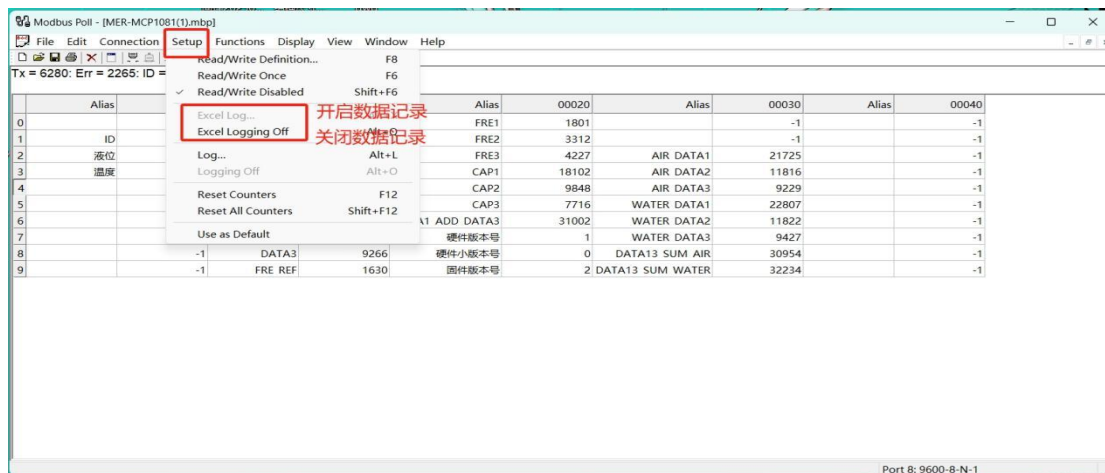 Modbus Poll - [MER-MCP1081(1).mbp]
File Edit Connection Setup Functions Display View Window Help
Tx = 6280: Err = 2265: ID =
Read/Write Definition... F8
Read/Write Once F6
Read/Write Disabled Shift+F6
Excel Log... 开启数据记录
Excel Logging Off 关闭数据记录
Log... Alt+L
Logging Off Alt+O
Reset Counters F12
Reset All Counters Shift+F12
Use as Default
Alias Alias 00020 Alias 00030 Alias 00040
0 FRE1 1801 -1 -1
1 ID FRE2 3312 -1 -1
2 液位 FRE3 4227 AIR DATA1 21725 -1
3 温度 CAP1 18102 AIR DATA2 11816 -1
4 CAP2 9848 AIR DATA3 9229 -1
5 CAP3 7716 WATER DATA1 22807 -1
6 A1 ADD DATA3 31002 WATER DATA2 11822 -1
7 硬件版本号 1 WATER DATA3 9427 -1
8 -1 DATA3 9266 硬件小版本号 0 DATA13 SUM AIR 30954 -1
9 -1 FRE REF 1630 固件版本号 2 DATA13 SUM WATER 32234 -1
Port 8: 9600-8-N-1